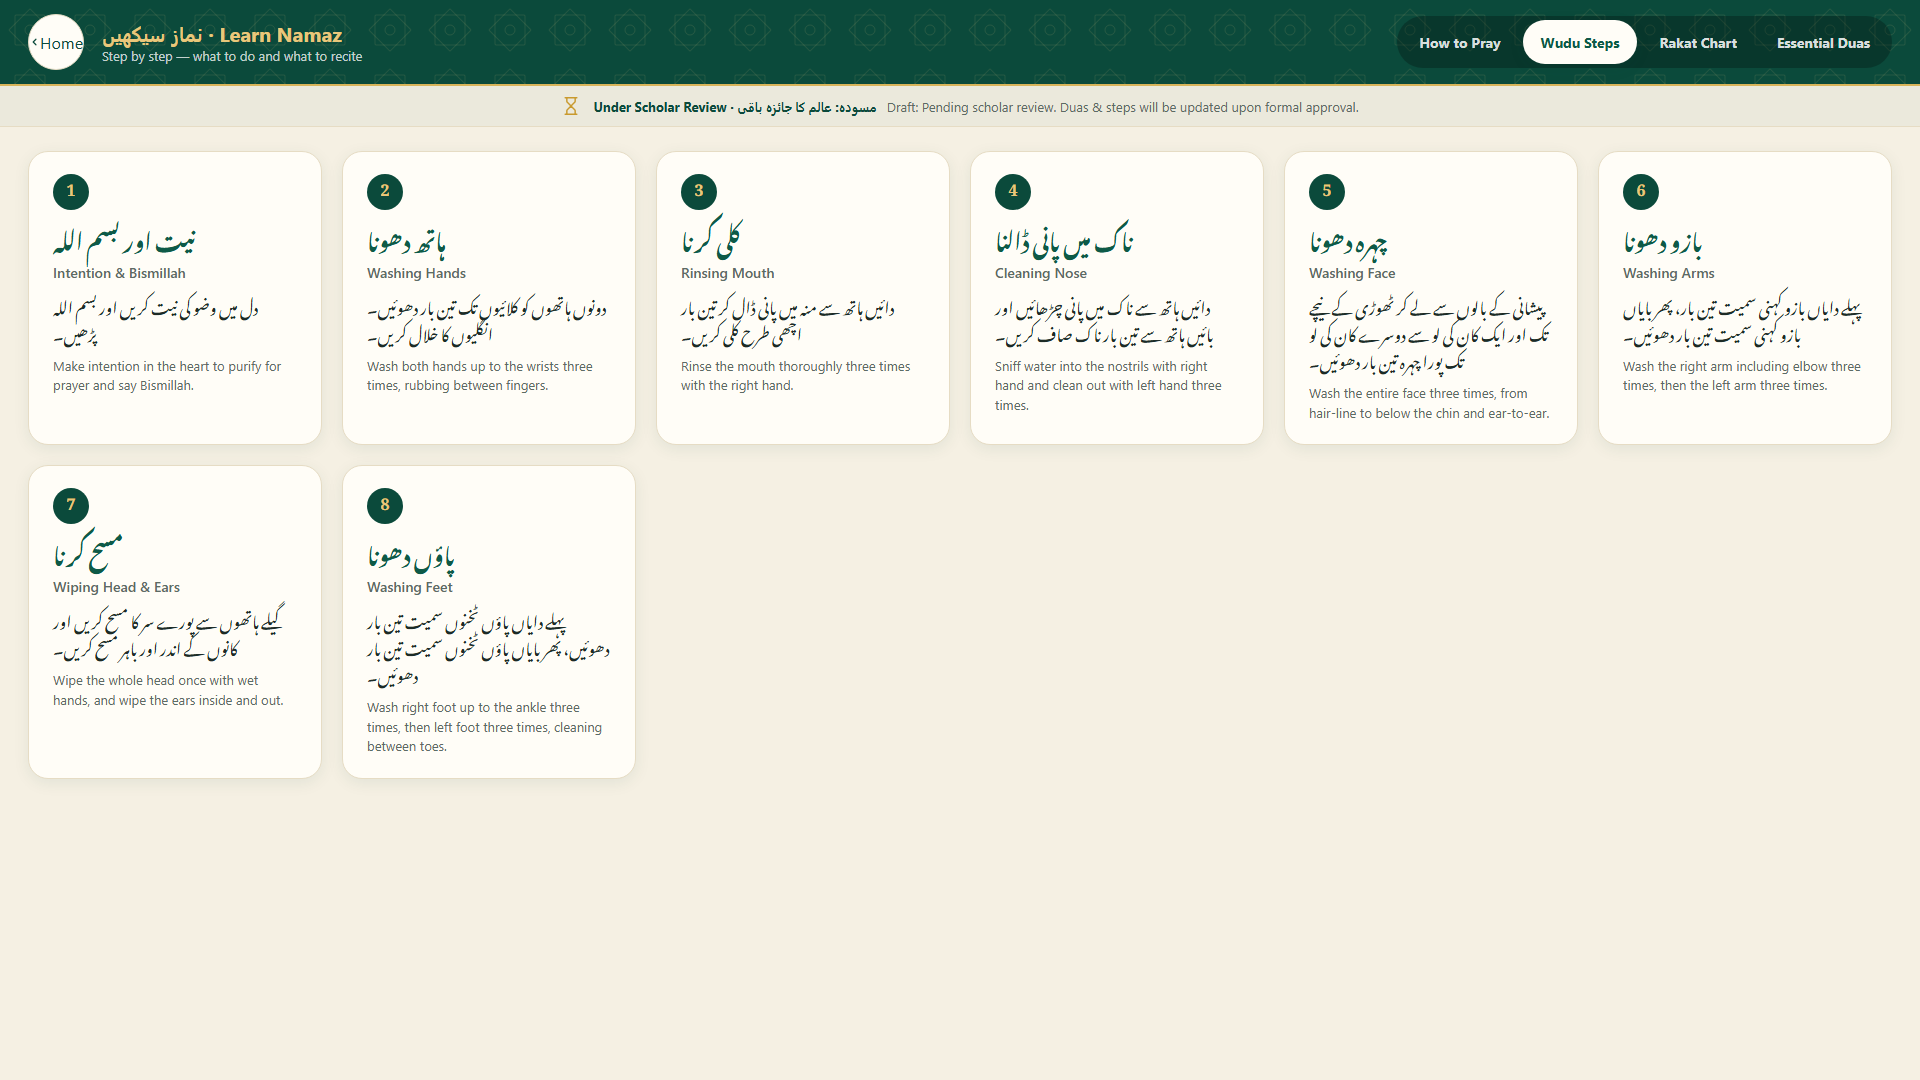 ‹ Home
نماز سیکھیں · Learn Namaz
Step by step — what to do and what to recite
How to Pray
Wudu Steps
Rakat Chart
Essential Duas
Under Scholar Review · مسودہ: عالم کا جائزہ باقی
Draft: Pending scholar review. Duas & steps will be updated upon formal approval.
1
نیت اور بسم اللہ
Intention & Bismillah
دل میں وضو کی نیت کریں اور بسم اللہ
پڑھیں۔
Make intention in the heart to purify for
prayer and say Bismillah.
2
ہاتھ دھونا
Washing Hands
دونوں ہاتھوں کو کلائیوں تک تین بار دھوئیں۔
انگلیوں کا خلال کریں۔
Wash both hands up to the wrists three
times, rubbing between fingers.
3
کلی کرنا
Rinsing Mouth
دائیں ہاتھ سے منہ میں پانی ڈال کر تین بار
اچھی طرح کلی کریں۔
Rinse the mouth thoroughly three times
with the right hand.
4
ناک میں پانی ڈالنا
Cleaning Nose
دائیں ہاتھ سے ناک میں پانی چڑھائیں اور
بائیں ہاتھ سے تین بار ناک صاف کریں۔
Sniff water into the nostrils with right
hand and clean out with left hand three
times.
5
چہرہ دھونا
Washing Face
پیشانی کے بالوں سے لے کر ٹھوڑی کے نیچے
تک اور ایک کان کی لو سے دوسرے کان کی لو
تک پورا چہرہ تین بار دھوئیں۔
Wash the entire face three times, from
hair-line to below the chin and ear-to-ear.
6
بازو دھونا
Washing Arms
پہلے دایاں بازو کہنی سمیت تین بار، پھر بایاں
بازو کہنی سمیت تین بار دھوئیں۔
Wash the right arm including elbow three
times, then the left arm three times.
7
مسح کرنا
Wiping Head & Ears
گیلے ہاتھوں سے پورے سر کا مسح کریں اور
کانوں کے اندر اور باہر مسح کریں۔
Wipe the whole head once with wet
hands, and wipe the ears inside and out.
8
پاؤں دھونا
Washing Feet
پہلے دایاں پاؤں ٹخنوں سمیت تین بار
دھوئیں، پھر بایاں پاؤں ٹخنوں سمیت تین بار
دھوئیں۔
Wash right foot up to the ankle three
times, then left foot three times, cleaning
between toes.